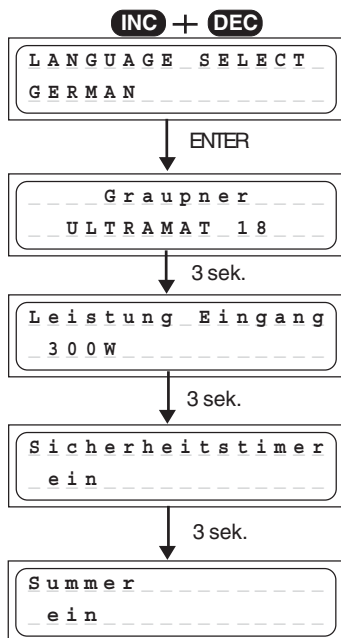 INC + DEC
LANGUAGE SELECT
GERMAN
ENTER
Graupner
ULTRAMAT 18
3 sek.
Leistung Eingang
300W
3 sek.
Sicherheitstimer
ein
3 sek.
Summer
ein